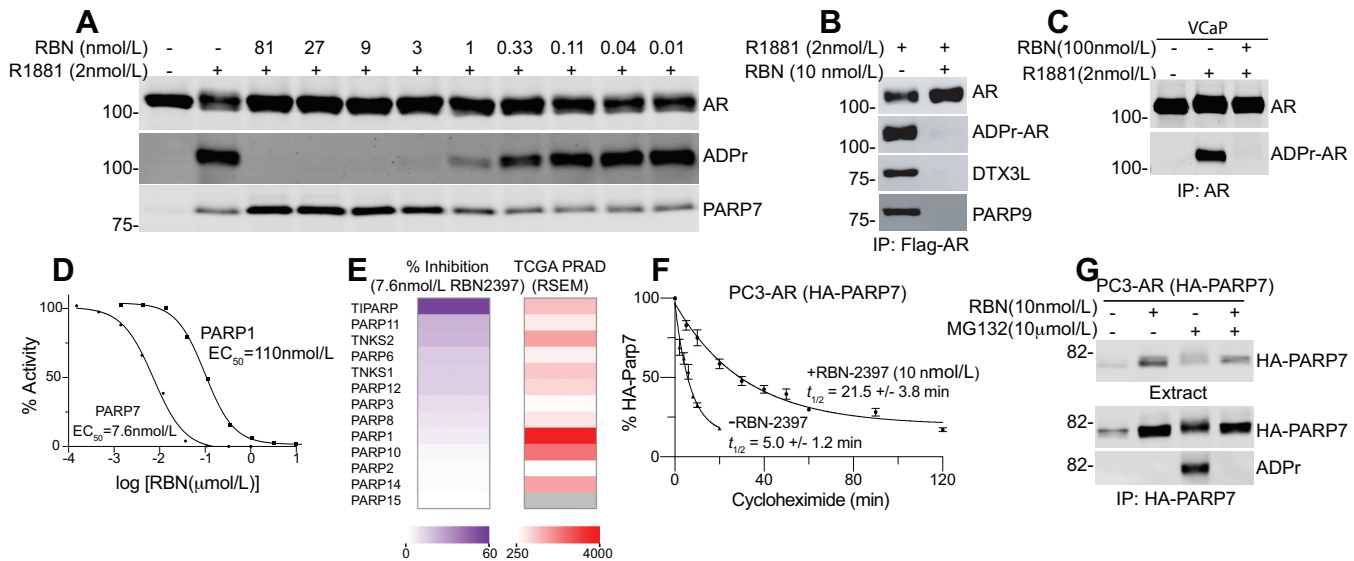 A
RBN (nmol/L) - - 81 27 9 3 1 0.33 0.11 0.04 0.01
R1881 (2nmol/L) - + + + + + + + + + +
100- AR
100- ADPr
75- PARP7
B
R1881 (2nmol/L) + +
RBN (10 nmol/L) - +
100- AR
100- ADPr-AR
75- DTX3L
75- PARP9
IP: Flag-AR
C
VCaP
RBN(100nmol/L) - - +
R1881(2nmol/L) - + +
100- AR
100- ADPr-AR
IP: AR
D
% Activity
100
50
0
PARP1
EC50=110nmol/L
PARP7
EC50=7.6nmol/L
-4 -3 -2 -1 0 1
log [RBN(μmol/L)]
E
% Inhibition
(7.6nmol/L RBN2397)
TCGA PRAD
(RSEM)
TIPARP
PARP11
TNKS2
PARP6
TNKS1
PARP12
PARP3
PARP8
PARP1
PARP10
PARP2
PARP14
PARP15
0 60
250 4000
F
PC3-AR (HA-PARP7)
% HA-Parp7
100
50
0
+RBN-2397 (10 nmol/L)
t1/2 = 21.5 +/- 3.8 min
-RBN-2397
t1/2 = 5.0 +/- 1.2 min
0 40 80 120
Cycloheximide (min)
G
PC3-AR (HA-PARP7)
RBN(10nmol/L) - + - +
MG132(10μmol/L) - - + +
82- HA-PARP7
Extract
82- HA-PARP7
82- ADPr
IP: HA-PARP7